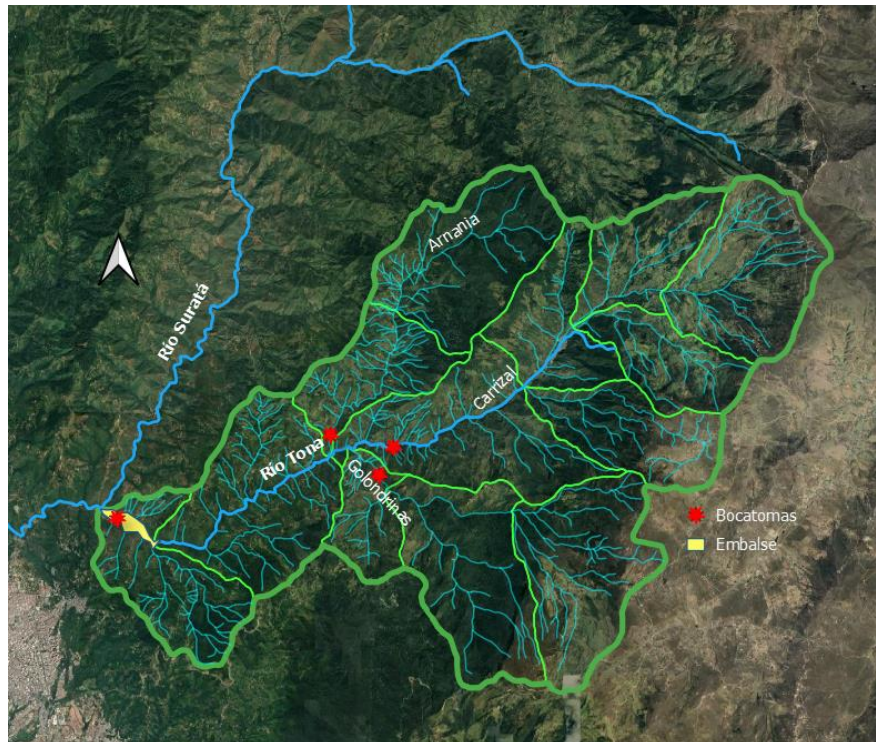 Arnania
Río Suratá
Carrizal
Río Tona
Golondrinas
Bocatomas
Embalse